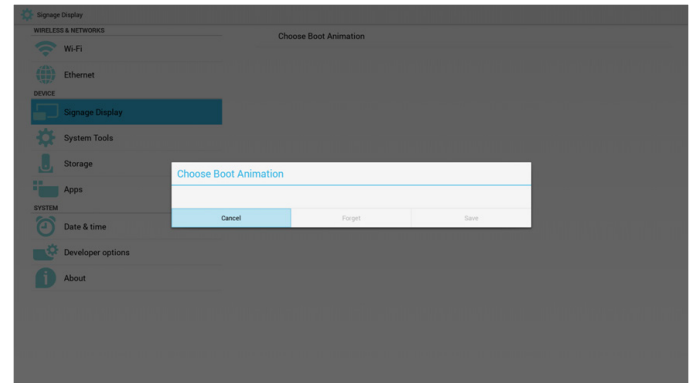 Signage Display
WIRELESS & NETWORKS
Wi-Fi
Ethernet
DEVICE
Signage Display
System Tools
Storage
Apps
SYSTEM
Date & time
Developer options
About
Choose Boot Animation
Choose Boot Animation
Cancel Forget Save